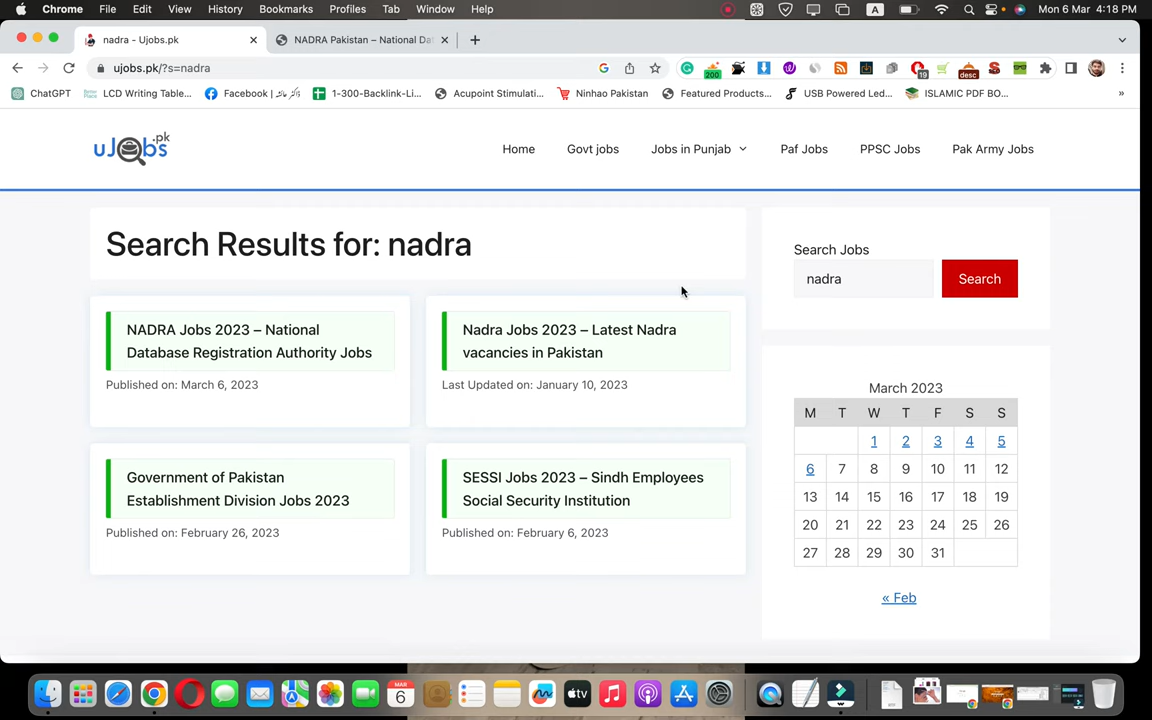 Chrome File Edit View History Bookmarks Profiles Tab Window Help A Mon 6 Mar 4:18 PM
nadra - Ujobs.pk NADRA Pakistan – National Da
ujobs.pk/?s=nadra 200 19 desc
ChatGPT LCD Writing Table... Facebook | 1-300-Backlink-Li... Acupoint Stimulati... Ninhao Pakistan Featured Products... USB Powered Led... ISLAMIC PDF BO... »
uJobs.pk
Home Govt jobs Jobs in Punjab Paf Jobs PPSC Jobs Pak Army Jobs
Search Results for: nadra
NADRA Jobs 2023 – National
Database Registration Authority Jobs
Published on: March 6, 2023
Nadra Jobs 2023 – Latest Nadra
vacancies in Pakistan
Last Updated on: January 10, 2023
Government of Pakistan
Establishment Division Jobs 2023
Published on: February 26, 2023
SESSI Jobs 2023 – Sindh Employees
Social Security Institution
Published on: February 6, 2023
Search Jobs
nadra Search
March 2023
M T W T F S S
1 2 3 4 5
6 7 8 9 10 11 12
13 14 15 16 17 18 19
20 21 22 23 24 25 26
27 28 29 30 31
« Feb
MAR
6
tv